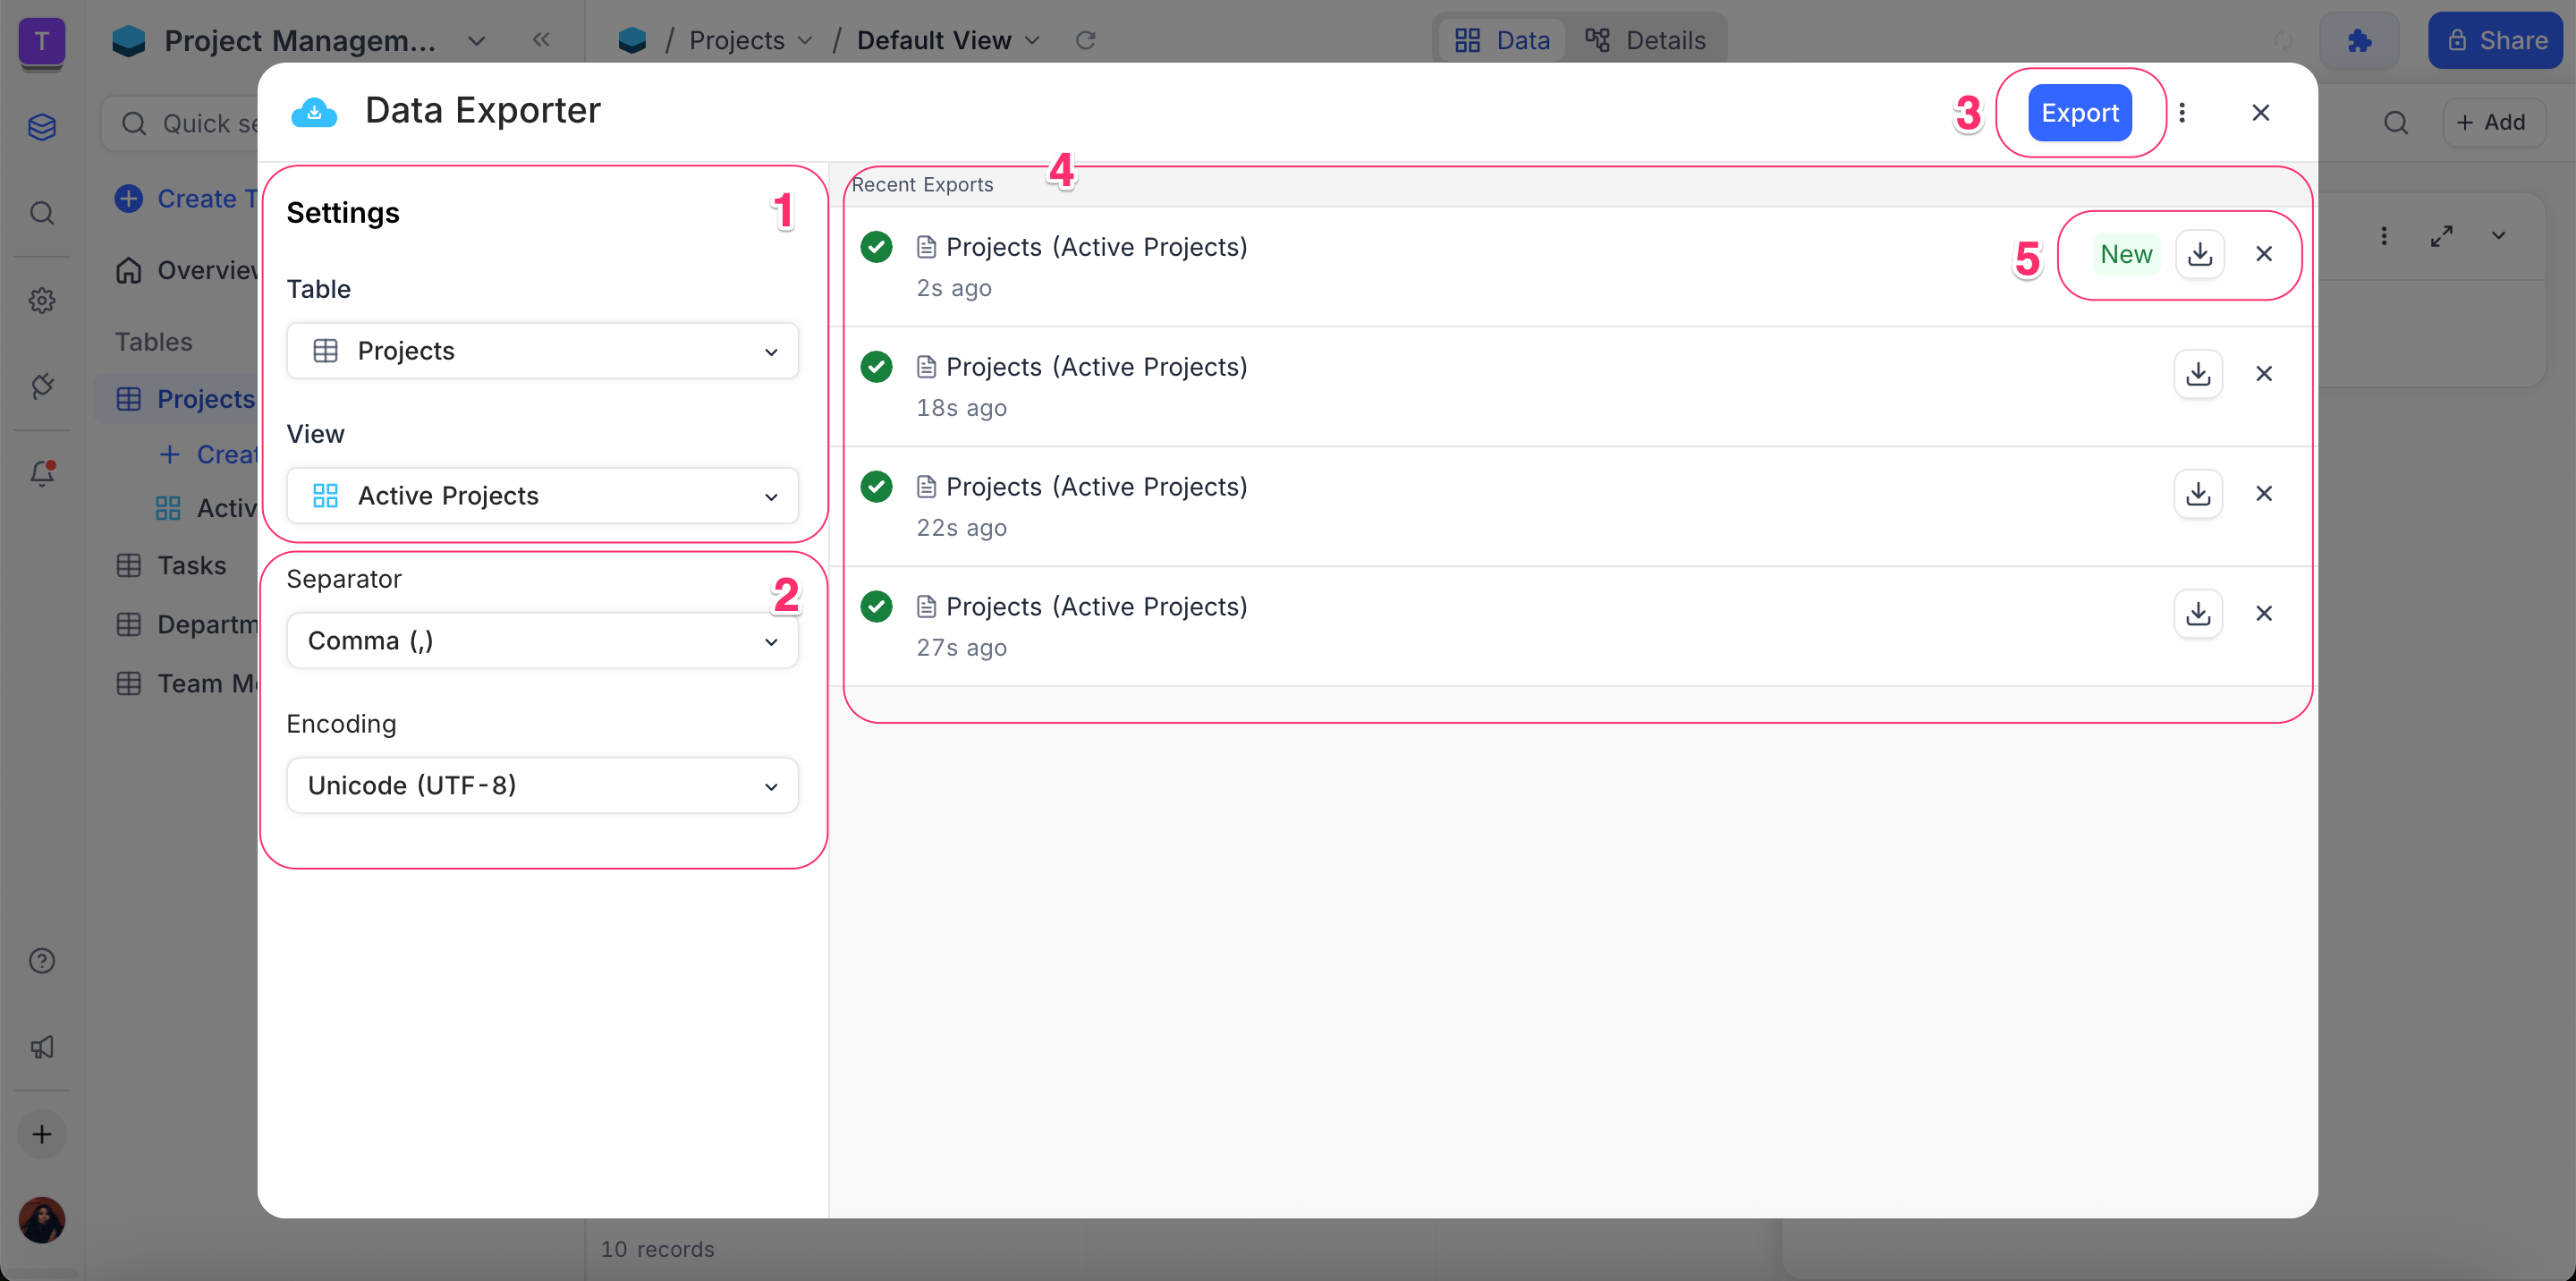 T
Project Managem...
/ Projects / Default View
Data
Details
Share
Quick se
Data Exporter
3
Export
Add
Create T
Overview
Tables
Projects
Creat
Activ
Tasks
Departm
Team Me
Settings
1
Table
Projects
View
Active Projects
Separator
2
Comma (,)
Encoding
Unicode (UTF-8)
4
Recent Exports
Projects (Active Projects)
2s ago
5
New
Projects (Active Projects)
18s ago
Projects (Active Projects)
22s ago
Projects (Active Projects)
27s ago
10 records